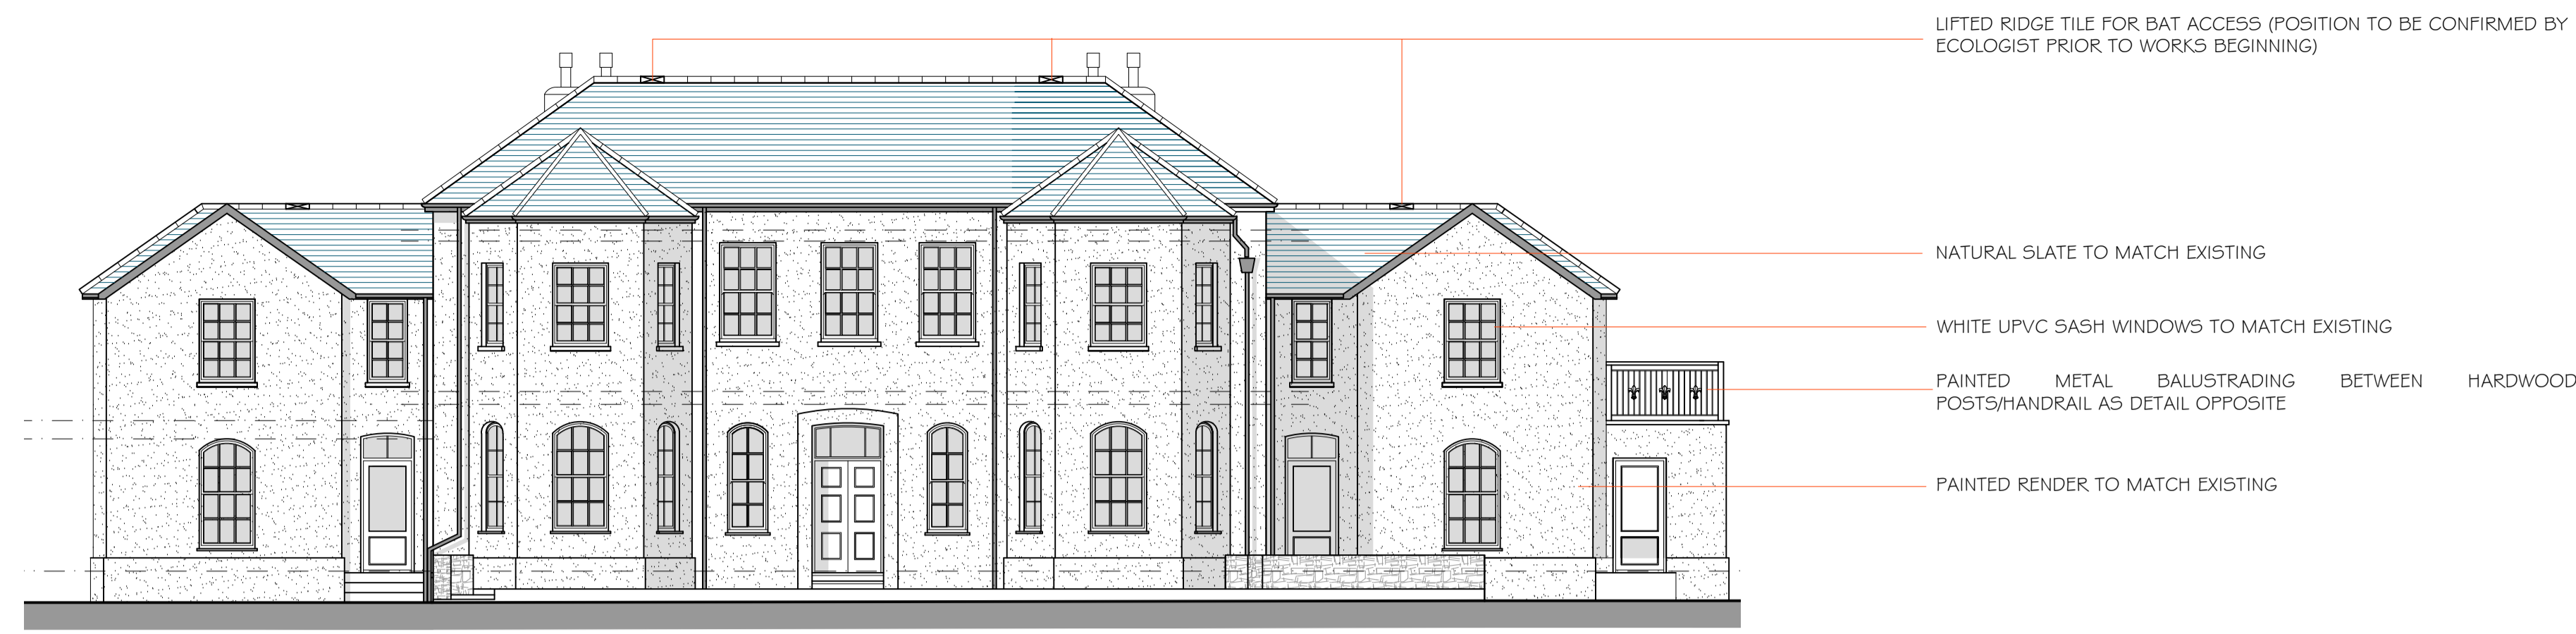 LIFTED RIDGE TILE FOR BAT ACCESS (POSITION TO BE CONFIRMED BY
ECOLOGIST PRIOR TO WORKS BEGINNING)
NATURAL SLATE TO MATCH EXISTING
WHITE UPVC SASH WINDOWS TO MATCH EXISTING
PAINTED METAL BALUSTRADING BETWEEN HARDWOOD
POSTS/HANDRAIL AS DETAIL OPPOSITE
PAINTED RENDER TO MATCH EXISTING